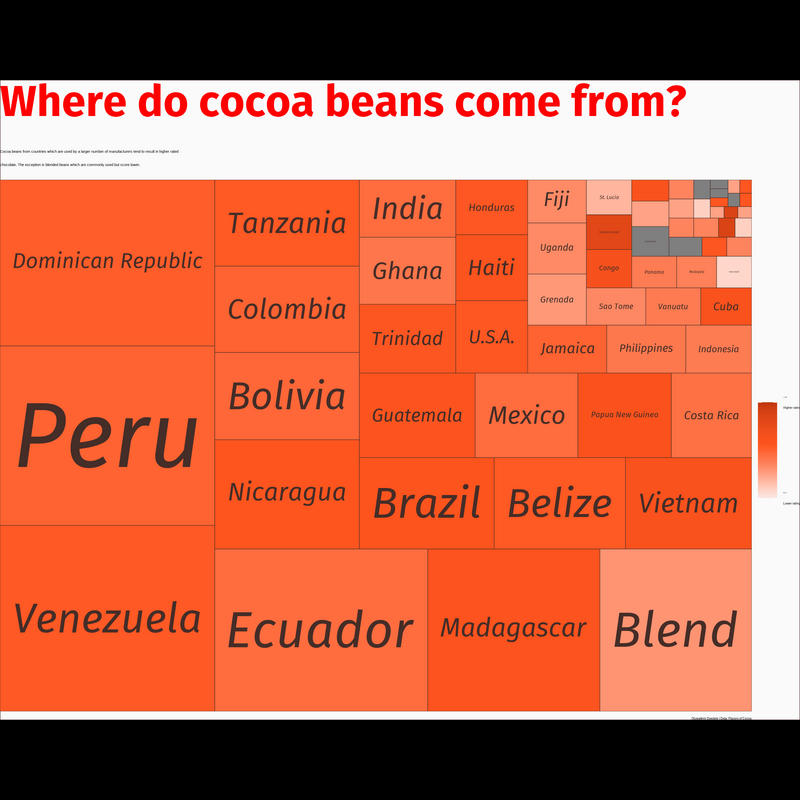 Where do cocoa beans come from?
Cocoa beans from countries which are used by a larger number of manufacturers tend to result in higher rated
chocolate. The exception is blended beans which are commonly used but score lower.
Dominican Republic
Peru
Venezuela
Tanzania
Colombia
Bolivia
Nicaragua
Ecuador
Madagascar
Blend
India
Ghana
Trinidad
Honduras
Haiti
U.S.A.
Guatemala
Mexico
Papua New Guinea
Costa Rica
Brazil
Belize
Vietnam
Fiji
Uganda
Grenada
St. Lucia
Congo
Sao Tome
Vanuatu
Cuba
Jamaica
Philippines
Indonesia
Panama
Malaysia
Higher rating
Lower rating